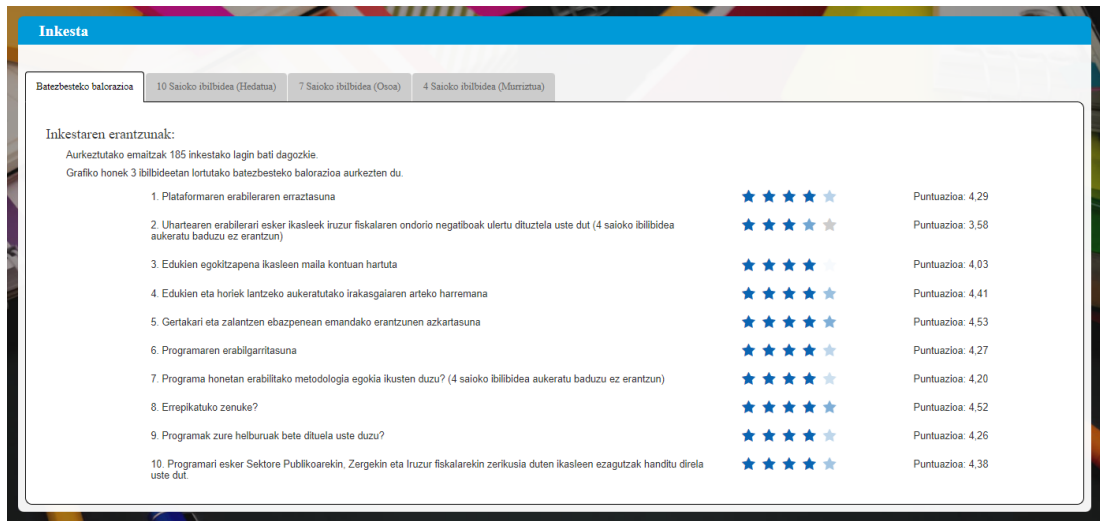 Inkesta
Batezbesteko balorazioa
10 Saioko ibilbidea (Hedatua)
7 Saioko ibilbidea (Osoa)
4 Saioko ibilbidea (Murriztua)
Inkestaren erantzunak:
Aurkeztutako emaitzak 185 inkestako lagin bati dagozkie.
Grafiko honek 3 ibilbideetan lortutako batezbesteko balorazioa aurkezten du.
1. Plataformaren erabileraren erraztasuna
Puntuazioa: 4,29
2. Uhartearen erabilerari esker ikasleek iruzur fiskalaren ondorio negatiboak ulertu dituztela uste dut (4 saioko ibilibidea
aukeratu baduzu ez erantzun)
Puntuazioa: 3,58
3. Edukien egokitzapena ikasleen maila kontuan hartuta
Puntuazioa: 4,03
4. Edukien eta horiek lantzeko aukeratutako irakasgaiaren arteko harremana
Puntuazioa: 4,41
5. Gertakari eta zalantzen ebazpenean emandako erantzunen azkartasuna
Puntuazioa: 4,53
6. Programaren erabilgarritasuna
Puntuazioa: 4,27
7. Programa honetan erabilitako metodologia egokia ikusten duzu? (4 saioko ibilibidea aukeratu baduzu ez erantzun)
Puntuazioa: 4,20
8. Errepikatuko zenuke?
Puntuazioa: 4,52
9. Programak zure helburuak bete dituela uste duzu?
Puntuazioa: 4,26
10. Programari esker Sektore Publikoarekin, Zergekin eta Iruzur fiskalarekin zerikusia duten ikasleen ezagutzak handitu direla
uste dut.
Puntuazioa: 4,38